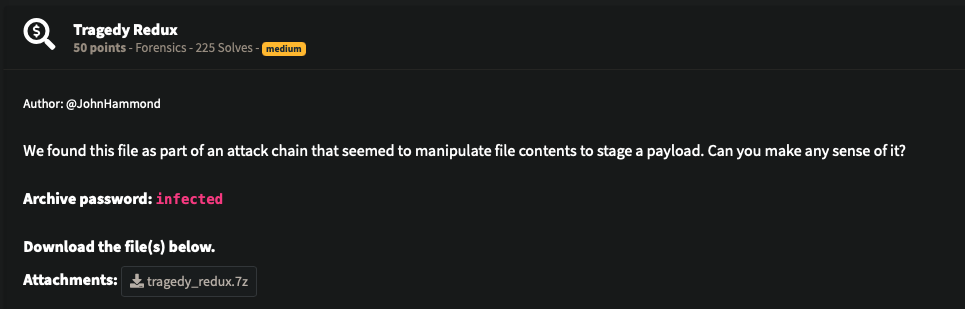 Tragedy Redux
50 points - Forensics - 225 Solves - medium
Author: @JohnHammond
We found this file as part of an attack chain that seemed to manipulate file contents to stage a payload. Can you make any sense of it?
Archive password: infected
Download the file(s) below.
Attachments: tragedy_redux.7z